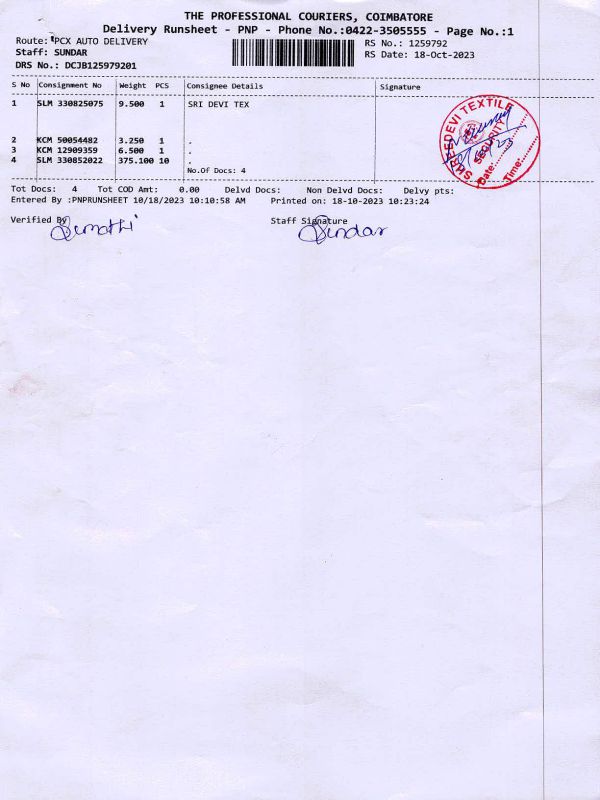 THE PROFESSIONAL COURIERS, COIMBATORE
Delivery Runsheet - PNP - Phone No.:0422-3505555 - Page No.:1
Route: PCX AUTO DELIVERY RS No.: 1259792
Staff: SUNDAR RS Date: 18-Oct-2023
DRS No.: DCJB125979201
S No Consignment No Weight PCS Consignee Details Signature
1 SLM 330825075 9.500 1 SRI DEVI TEX
SHREEDEVI TEXTILE
SECURITY
Date:
Time:
2 KCM 50054482 3.250 1 .
3 KCM 12909359 6.500 1 .
4 SLM 330852022 375.100 10 .
No.Of Docs: 4
Tot Docs: 4 Tot COD Amt: 0.00 Delvd Docs: Non Delvd Docs: Delvy pts:
Entered By :PNPRUNSHEET 10/18/2023 10:10:58 AM Printed on: 18-10-2023 10:23:24
Verified By Staff Signature
Sumathi Sundar